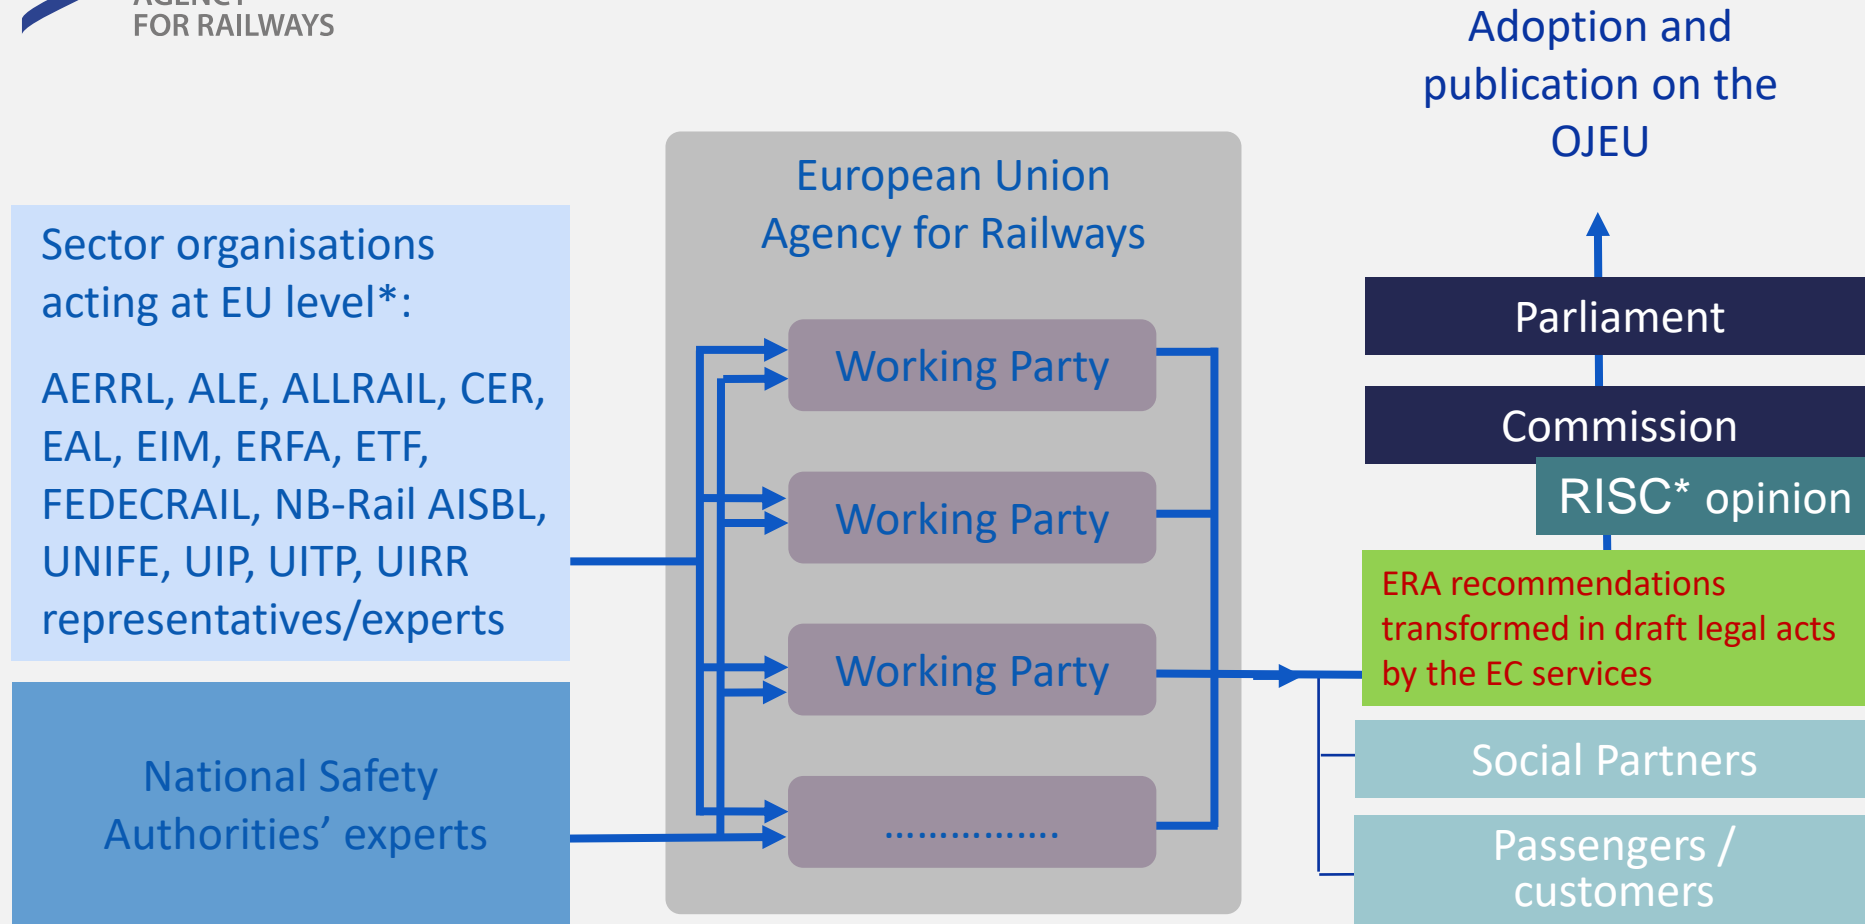 AGENCY
FOR RAILWAYS
Sector organisations
acting at EU level*:
AERRL, ALE, ALLRAIL, CER,
EAL, EIM, ERFA, ETF,
FEDECRAIL, NB-Rail AISBL,
UNIFE, UIP, UITP, UIRR
representatives/experts
National Safety
Authorities’ experts
European Union
Agency for Railways
Working Party
Working Party
Working Party
................
Adoption and
publication on the
OJEU
Parliament
Commission
RISC* opinion
ERA recommendations
transformed in draft legal acts
by the EC services
Social Partners
Passengers /
customers